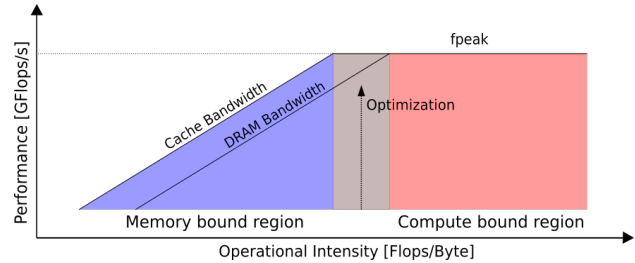 fpeak
Cache Bandwidth
DRAM Bandwidth
Optimization
Performance [GFlops/s]
Memory bound region
Compute bound region
Operational Intensity [Flops/Byte]